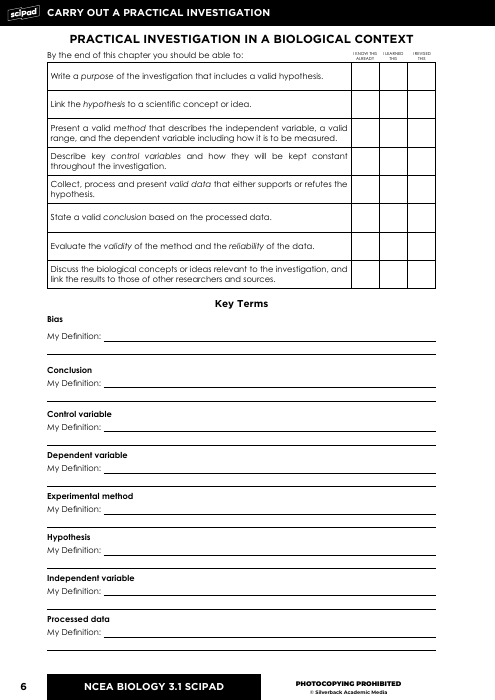 scipad
CARRY OUT A PRACTICAL INVESTIGATION
PRACTICAL INVESTIGATION IN A BIOLOGICAL CONTEXT
By the end of this chapter you should be able to:
I KNOW THIS ALREADY
I LEARNED THIS
I REVISED THIS
Write a purpose of the investigation that includes a valid hypothesis.
Link the hypothesis to a scientific concept or idea.
Present a valid method that describes the independent variable, a valid
range, and the dependent variable including how it is to be measured.
Describe key control variables and how they will be kept constant
throughout the investigation.
Collect, process and present valid data that either supports or refutes the
hypothesis.
State a valid conclusion based on the processed data.
Evaluate the validity of the method and the reliability of the data.
Discuss the biological concepts or ideas relevant to the investigation, and
link the results to those of other researchers and sources.
Key Terms
Bias
My Definition:
Conclusion
My Definition:
Control variable
My Definition:
Dependent variable
My Definition:
Experimental method
My Definition:
Hypothesis
My Definition:
Independent variable
My Definition:
Processed data
My Definition:
6
NCEA BIOLOGY 3.1 SCIPAD
PHOTOCOPYING PROHIBITED
© Silverback Academic Media